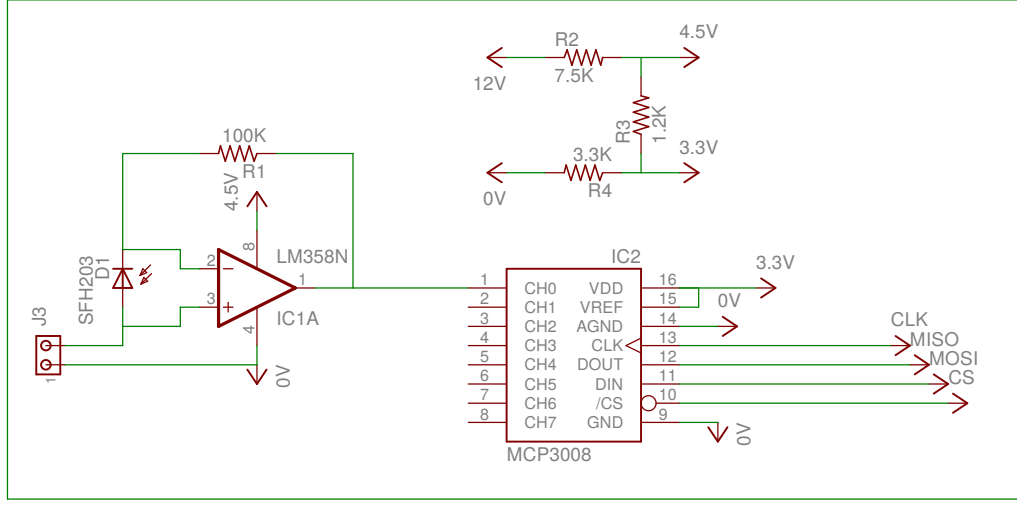 R2
7.5K
12V
4.5V
R3
1.2K
3.3K
R4
0V
3.3V
100K
R1
4.5V
8
LM358N
2
3
1
4
IC1A
0V
SFH203
D1
J3
1
IC2
MCP3008
1 CH0 VDD 16
2 CH1 VREF 15
3 CH2 AGND 14
4 CH3 CLK 13
5 CH4 DOUT 12
6 CH5 DIN 11
7 CH6 /CS 10
8 CH7 GND 9
3.3V
0V
CLK
MISO
MOSI
CS
0V